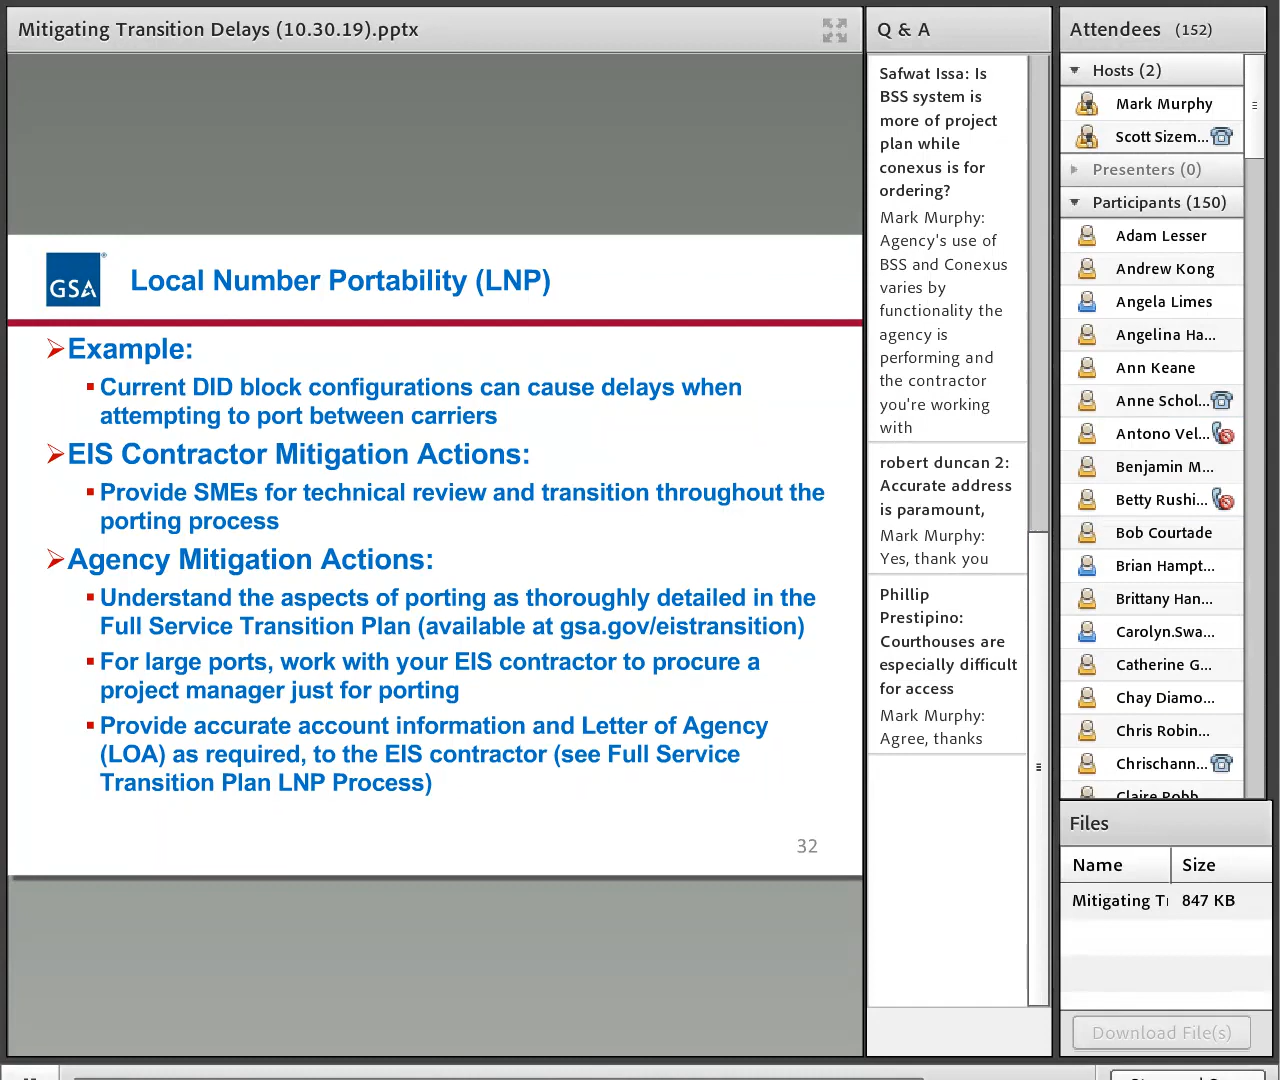 Mitigating Transition Delays (10.30.19).pptx
GSA
Local Number Portability (LNP)
Example:
Current DID block configurations can cause delays when
attempting to port between carriers
EIS Contractor Mitigation Actions:
Provide SMEs for technical review and transition throughout the
porting process
Agency Mitigation Actions:
Understand the aspects of porting as thoroughly detailed in the
Full Service Transition Plan (available at gsa.gov/eistransition)
For large ports, work with your EIS contractor to procure a
project manager just for porting
Provide accurate account information and Letter of Agency
(LOA) as required, to the EIS contractor (see Full Service
Transition Plan LNP Process)
32
Q & A
Safwat Issa: Is
BSS system is
more of project
plan while
conexus is for
ordering?
Mark Murphy:
Agency's use of
BSS and Conexus
varies by
functionality the
agency is
performing and
the contractor
you're working
with
robert duncan 2:
Accurate address
is paramount,
Mark Murphy:
Yes, thank you
Phillip
Prestipino:
Courthouses are
especially difficult
for access
Mark Murphy:
Agree, thanks
Attendees (152)
Hosts (2)
Mark Murphy
Scott Sizem...
Presenters (0)
Participants (150)
Adam Lesser
Andrew Kong
Angela Limes
Angelina Ha...
Ann Keane
Anne Schol...
Antono Vel...
Benjamin M...
Betty Rushi...
Bob Courtade
Brian Hampt...
Brittany Han...
Carolyn.Swa...
Catherine G...
Chay Diamo...
Chris Robin...
Chrischann...
Claire Robb
Files
Name Size
Mitigating Tr 847 KB
Download File(s)